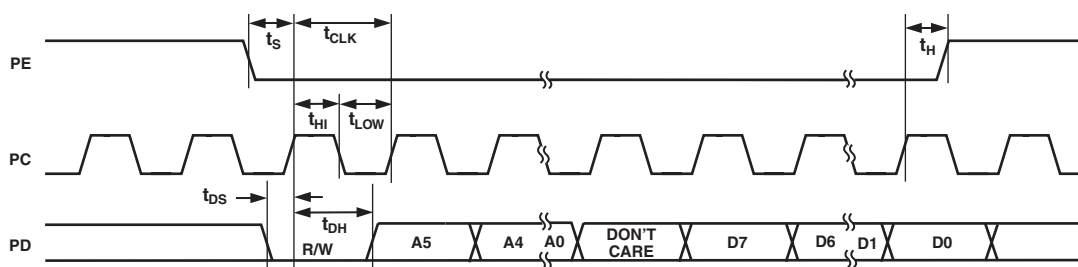 tS tCLK tH
PE
tHI tLOW
PC
tDS
tDH
PD R/W A5 A4 A0 DON'T CARE D7 D6 D1 D0